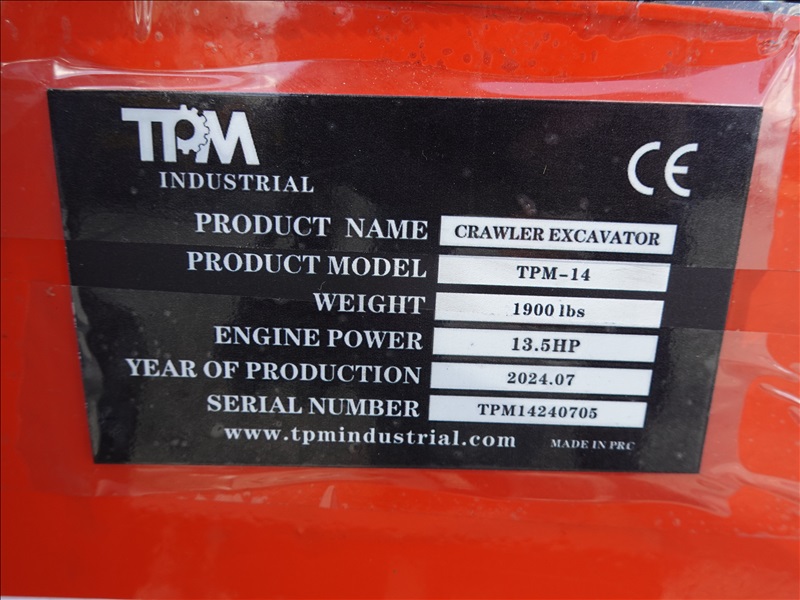 TPM
INDUSTRIAL
CE
PRODUCT NAME CRAWLER EXCAVATOR
PRODUCT MODEL TPM-14
WEIGHT 1900 lbs
ENGINE POWER 13.5HP
YEAR OF PRODUCTION 2024.07
SERIAL NUMBER TPM14240705
www.tpmindustrial.com MADE IN PRC